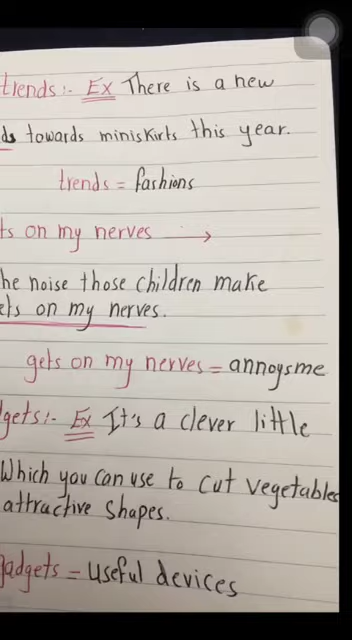 trends:- Ex There is a new
ds towards miniskirts this year.
trends = fashions
ts on my nerves →
he noise those children make
ets on my nerves.
gets on my nerves = annoysme
gets:- Ex It's a clever little
Which you can use to cut vegetables
attractive shapes.
gadgets = useful devices